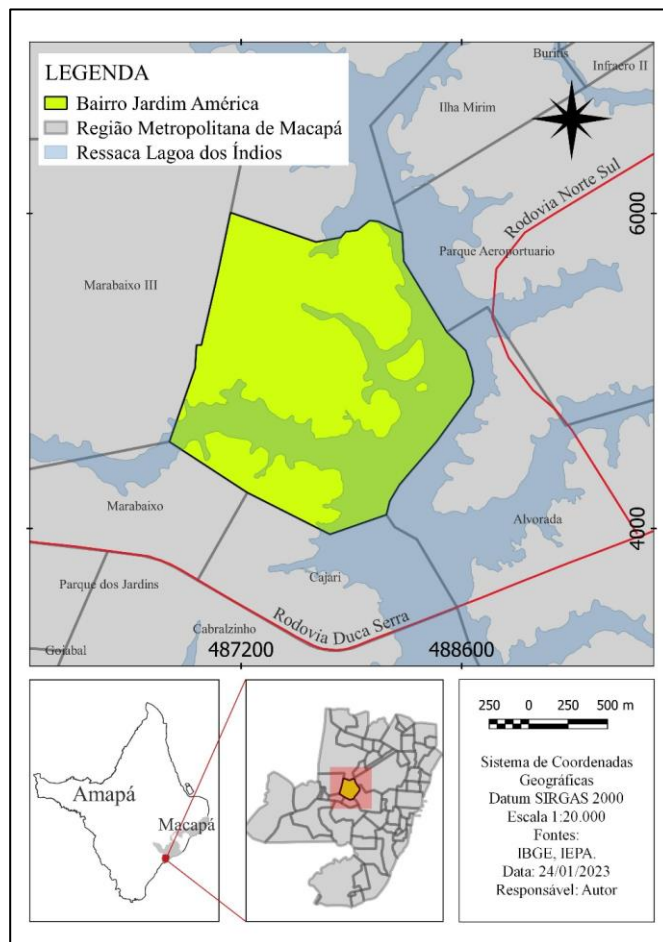 LEGENDA
Bairro Jardim América
Região Metropolitana de Macapá
Ressaca Lagoa dos Índios
Buritis
Infraero II
Ilha Mirim
Rodovia Norte Sul
6000
Parque Aeroportuario
Marabaixo III
Marabaixo
4000
Alvorada
Cajari
Parque dos Jardins
Rodovia Duca Serra
Cabralzinho
Goiabal
487200
488600
Amapá
Macapá
250 0 250 500 m
Sistema de Coordenadas
Geográficas
Datum SIRGAS 2000
Escala 1:20.000
Fontes:
IBGE, IEPA.
Data: 24/01/2023
Responsável: Autor